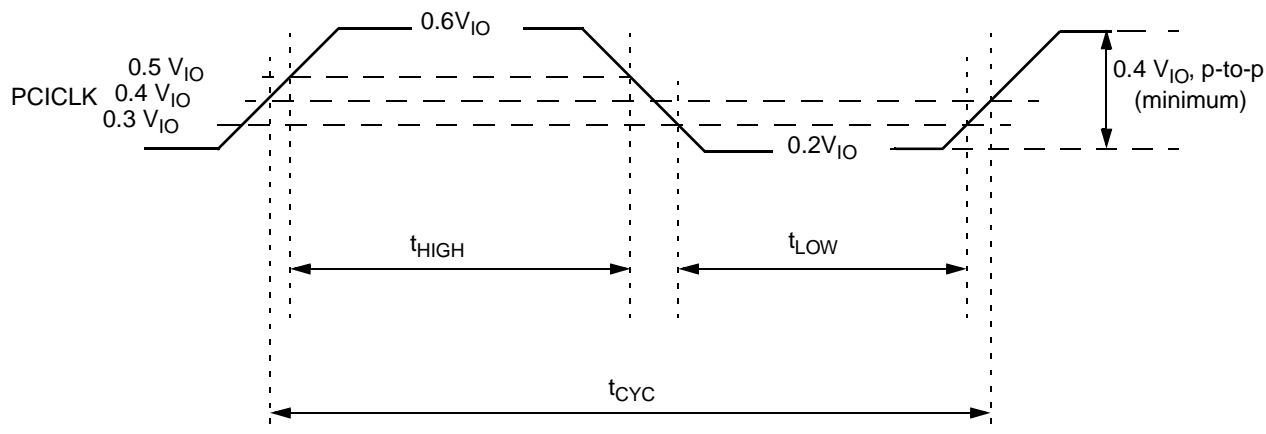 0.6V_IO
0.5 V_IO
PCICLK 0.4 V_IO
0.3 V_IO
0.4 V_IO, p-to-p
(minimum)
0.2V_IO
t_HIGH
t_LOW
t_CYC